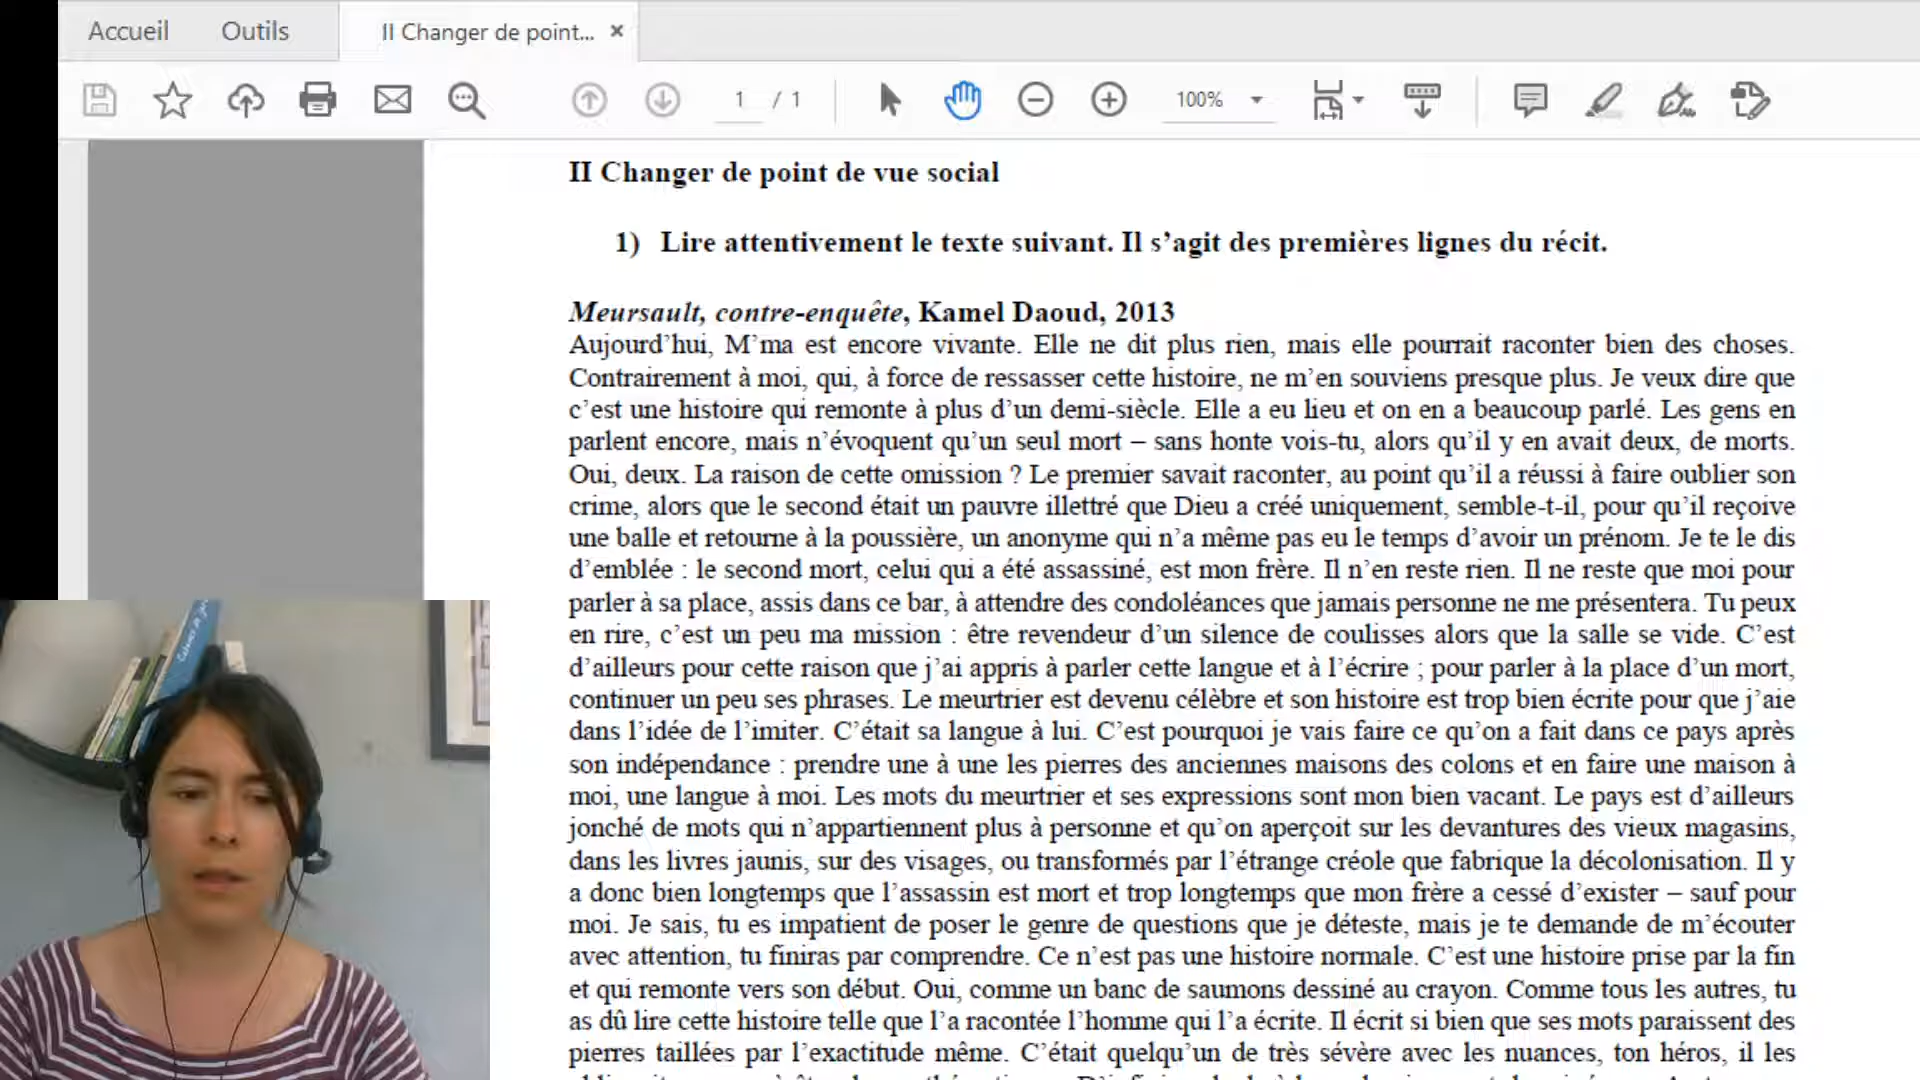 Accueil Outils II Changer de point... ×
1 / 1 100%
II Changer de point de vue social
1) Lire attentivement le texte suivant. Il s’agit des premières lignes du récit.
Meursault, contre-enquête, Kamel Daoud, 2013
Aujourd’hui, M’ma est encore vivante. Elle ne dit plus rien, mais elle pourrait raconter bien des choses.
Contrairement à moi, qui, à force de ressasser cette histoire, ne m’en souviens presque plus. Je veux dire que
c’est une histoire qui remonte à plus d’un demi-siècle. Elle a eu lieu et on en a beaucoup parlé. Les gens en
parlent encore, mais n’évoquent qu’un seul mort – sans honte vois-tu, alors qu’il y en avait deux, de morts.
Oui, deux. La raison de cette omission ? Le premier savait raconter, au point qu’il a réussi à faire oublier son
crime, alors que le second était un pauvre illettré que Dieu a créé uniquement, semble-t-il, pour qu’il reçoive
une balle et retourne à la poussière, un anonyme qui n’a même pas eu le temps d’avoir un prénom. Je te le dis
d’emblée : le second mort, celui qui a été assassiné, est mon frère. Il n’en reste rien. Il ne reste que moi pour
parler à sa place, assis dans ce bar, à attendre des condoléances que jamais personne ne me présentera. Tu peux
en rire, c’est un peu ma mission : être revendeur d’un silence de coulisses alors que la salle se vide. C’est
d’ailleurs pour cette raison que j’ai appris à parler cette langue et à l’écrire ; pour parler à la place d’un mort,
continuer un peu ses phrases. Le meurtrier est devenu célèbre et son histoire est trop bien écrite pour que j’aie
dans l’idée de l’imiter. C’était sa langue à lui. C’est pourquoi je vais faire ce qu’on a fait dans ce pays après
son indépendance : prendre une à une les pierres des anciennes maisons des colons et en faire une maison à
moi, une langue à moi. Les mots du meurtrier et ses expressions sont mon bien vacant. Le pays est d’ailleurs
jonché de mots qui n’appartiennent plus à personne et qu’on aperçoit sur les devantures des vieux magasins,
dans les livres jaunis, sur des visages, ou transformés par l’étrange créole que fabrique la décolonisation. Il y
a donc bien longtemps que l’assassin est mort et trop longtemps que mon frère a cessé d’exister – sauf pour
moi. Je sais, tu es impatient de poser le genre de questions que je déteste, mais je te demande de m’écouter
avec attention, tu finiras par comprendre. Ce n’est pas une histoire normale. C’est une histoire prise par la fin
et qui remonte vers son début. Oui, comme un banc de saumons dessiné au crayon. Comme tous les autres, tu
as dû lire cette histoire telle que l’a racontée l’homme qui l’a écrite. Il écrit si bien que ses mots paraissent des
pierres taillées par l’exactitude même. C’était quelqu’un de très sévère avec les nuances, ton héros, il les